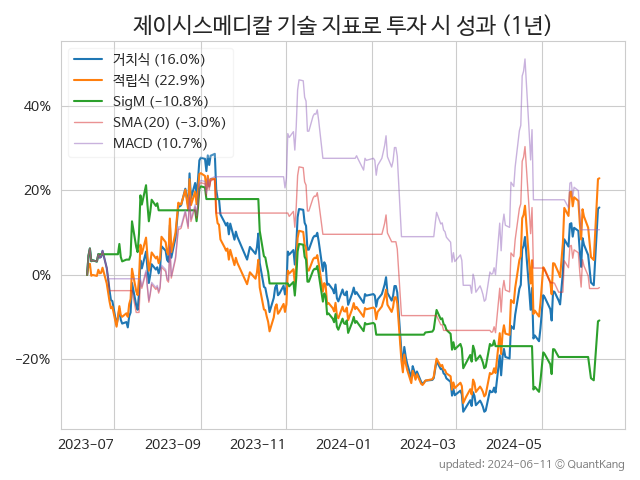 제이시스메디칼 기술 지표로 투자 시 성과 (1년)
거치식 (16.0%)
적립식 (22.9%)
SigM (−10.8%)
SMA(20) (−3.0%)
MACD (10.7%)
40%
20%
0%
−20%
2023-07 2023-09 2023-11 2024-01 2024-03 2024-05
updated: 2024-06-11 © QuantKang